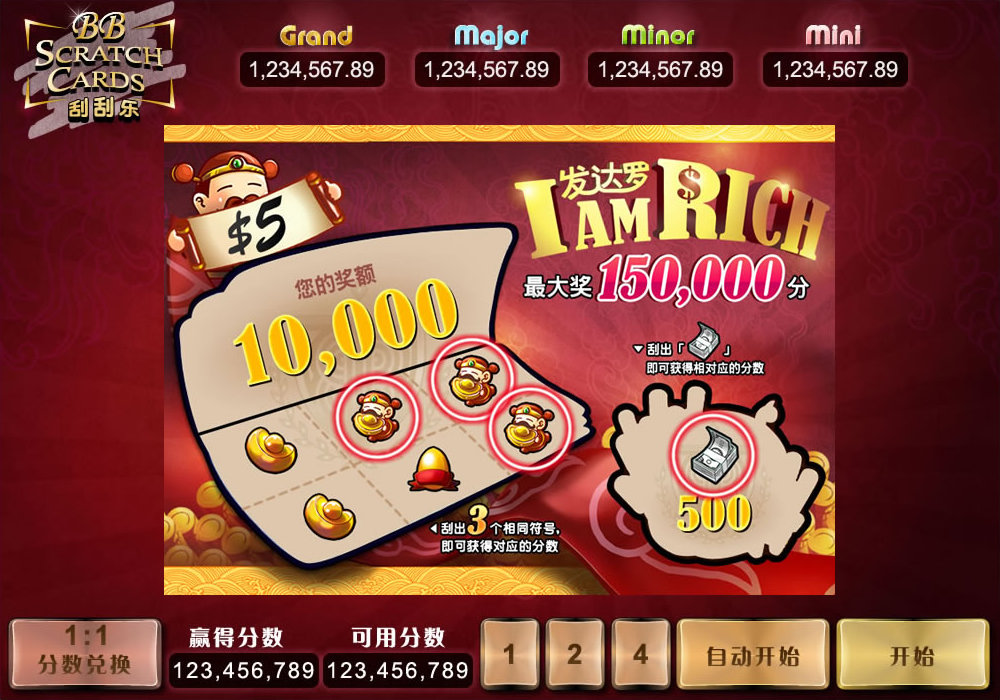 BB
SCRATCH
CARDS
刮刮乐
Grand Major Minor Mini
1,234,567.89 1,234,567.89 1,234,567.89 1,234,567.89
$5
发达罗
I AM RICH
最大奖 150,000 分
您的奖额
10,000
刮出「 」
即可获得相对应的分数
500
刮出 3 个相同符号,
即可获得对应的分数
1:1
分数兑换
赢得分数 可用分数
123,456,789 123,456,789
1 2 4 自动开始 开始